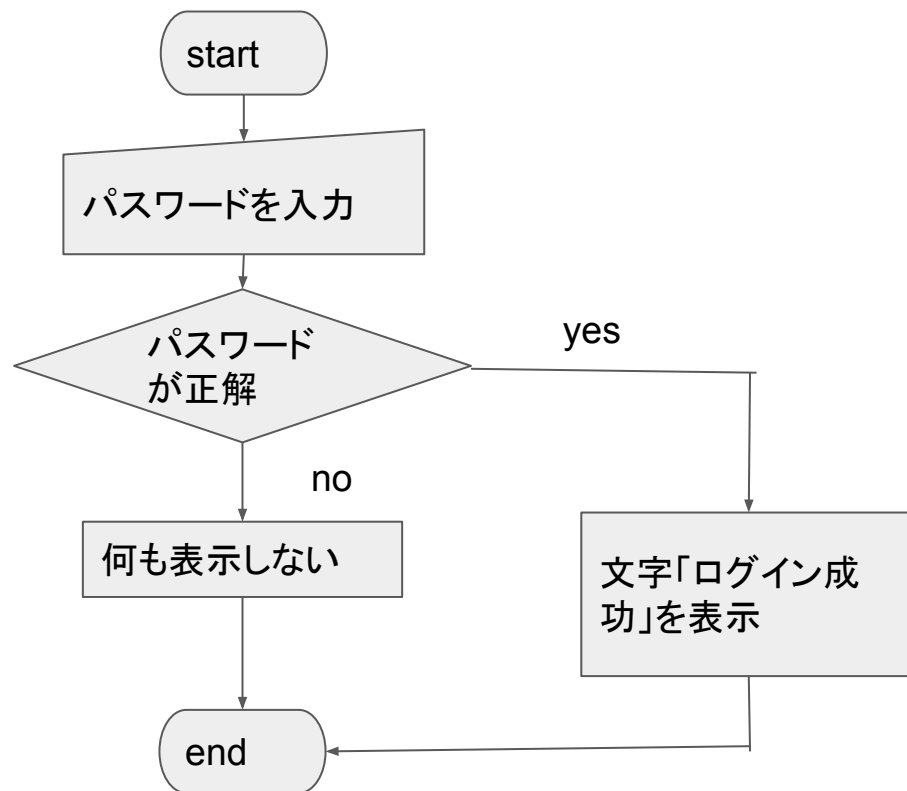 start
パスワードを入力
パスワード
が正解
yes
no
何も表示しない
文字「ログイン成
功」を表示
end